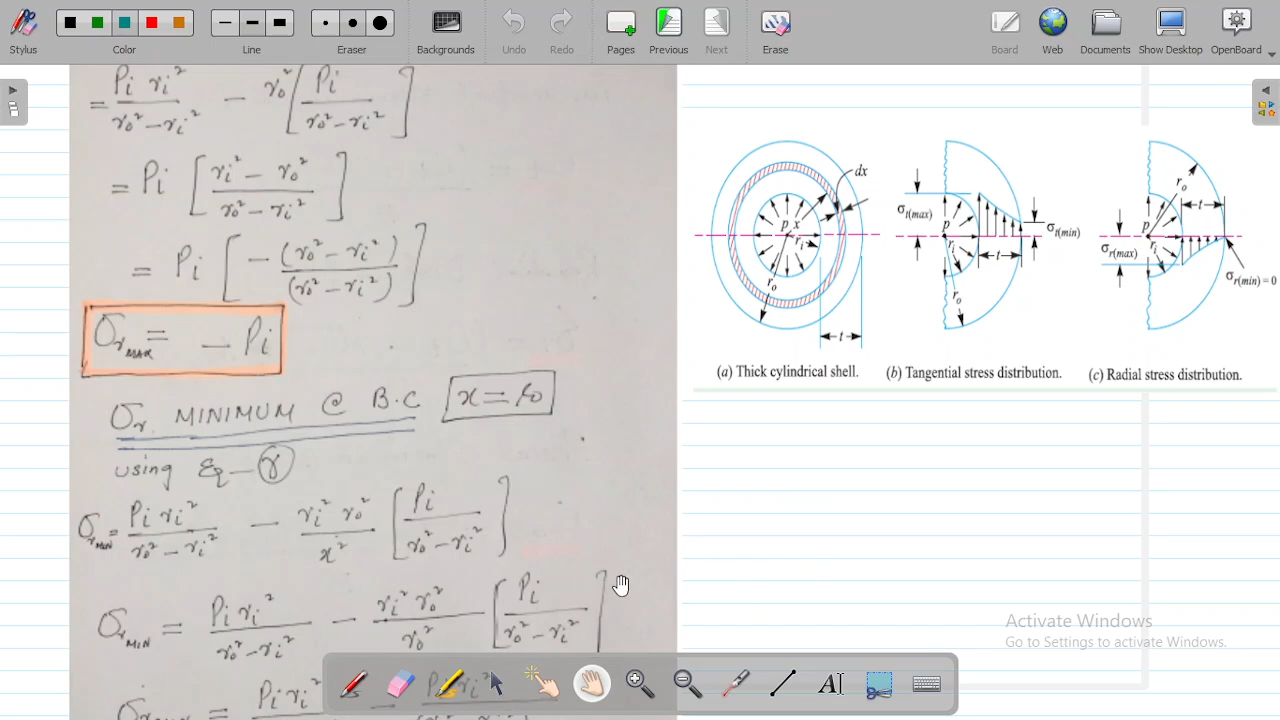 Stylus Color Line Eraser Backgrounds Undo Redo Pages Previous Next Erase Board Web Documents Show Desktop OpenBoard
= Pi ri² / ro² − ri² − ro² [Pi / ro² − ri²]
= Pi [ri² − ro² / ro² − ri²]
= Pi [−(ro² − ri²) / (ro² − ri²)]
σr MAX = − Pi
σr MINIMUM @ B.C x = ro
using Eq − γ
σr MIN = Pi ri² / ro² − ri² − ri² ro² / x² [Pi / ro² − ri²]
σr MIN = Pi ri² / ro² − ri² − ri² ro² / ro² [Pi / ro² − ri²]
dx
p x
ri
ro
t
(a) Thick cylindrical shell.
σt(max)
p
ri
t
ro
σt(min)
(b) Tangential stress distribution.
ro
t
p
ri
σr(max)
σr(min) = 0
(c) Radial stress distribution.
Activate Windows
Go to Settings to activate Windows.